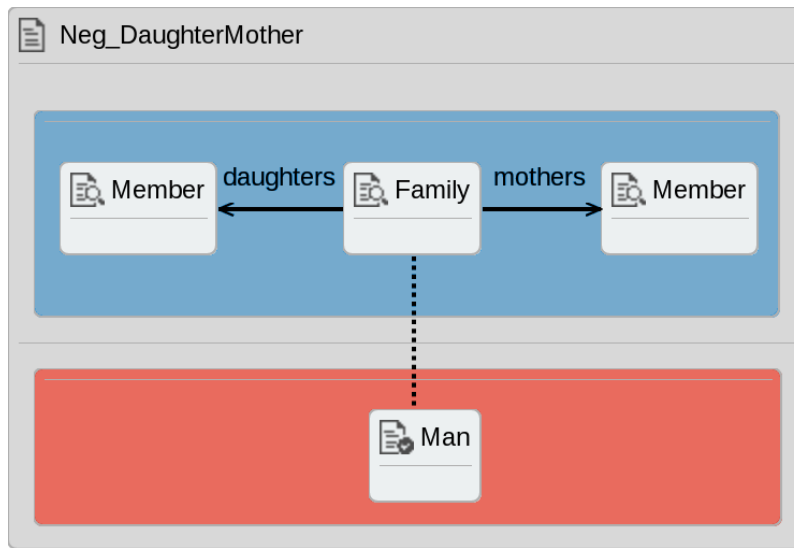 Neg_DaughterMother
daughters
mothers
Member
Family
Member
Man